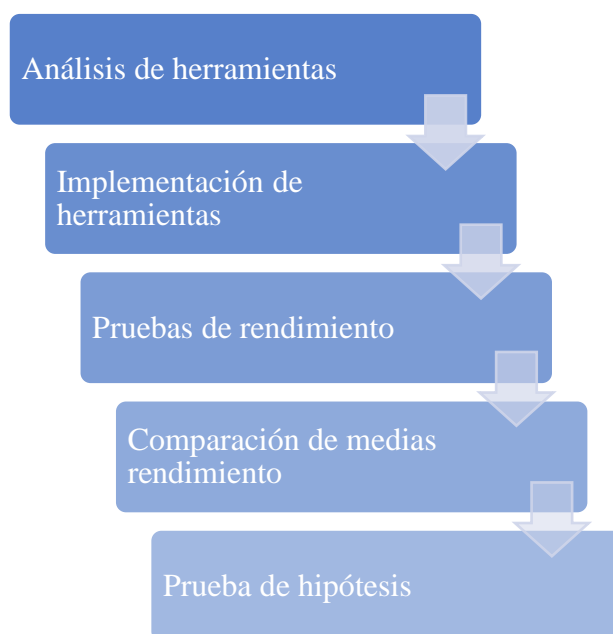 Análisis de herramientas
Implementación de
herramientas
Pruebas de rendimiento
Comparación de medias
rendimiento
Prueba de hipótesis